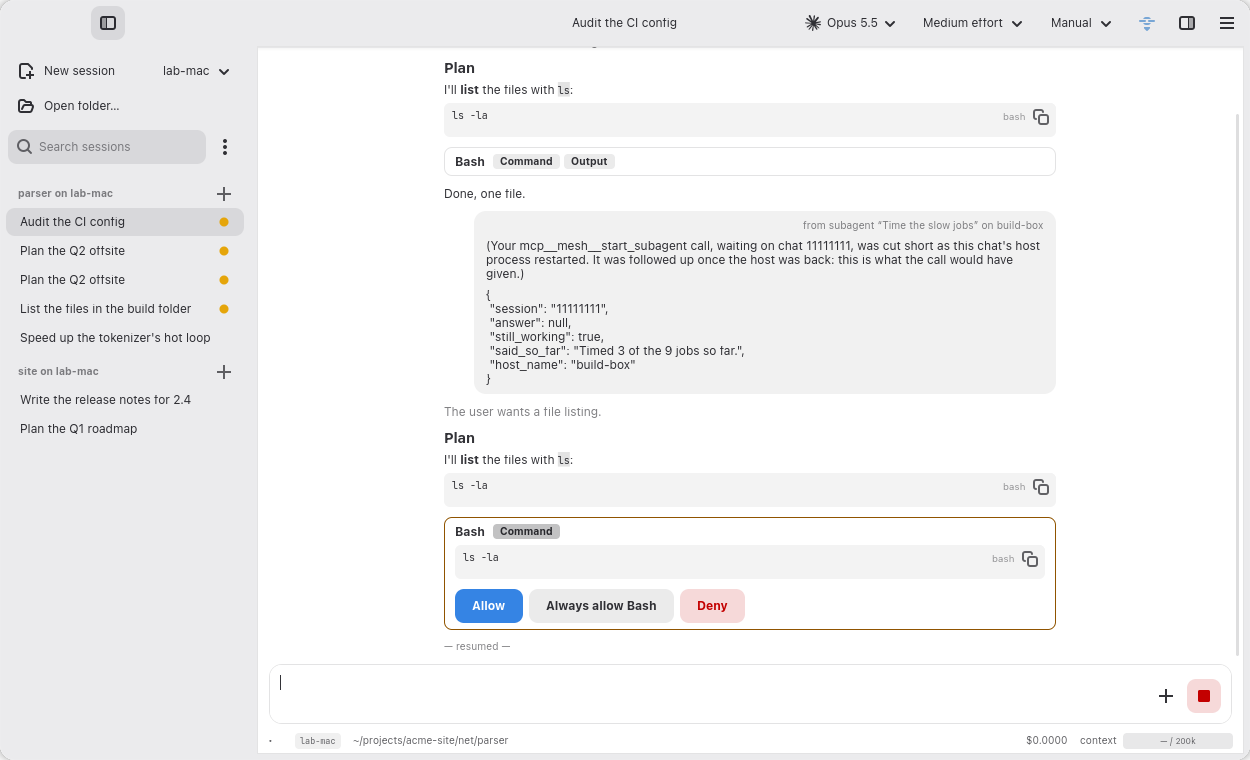 Audit the CI config
Opus 5.5
Medium effort
Manual
New session
lab-mac
Open folder...
Search sessions
parser on lab-mac
Audit the CI config
Plan the Q2 offsite
Plan the Q2 offsite
List the files in the build folder
Speed up the tokenizer's hot loop
site on lab-mac
Write the release notes for 2.4
Plan the Q1 roadmap
Plan
I'll list the files with ls:
ls -la
bash
Bash Command Output
Done, one file.
from subagent “Time the slow jobs” on build-box
(Your mcp__mesh__start_subagent call, waiting on chat 11111111, was cut short as this chat's host
process restarted. It was followed up once the host was back: this is what the call would have
given.)
{
"session": "11111111",
"answer": null,
"still_working": true,
"said_so_far": "Timed 3 of the 9 jobs so far.",
"host_name": "build-box"
}
The user wants a file listing.
Plan
I'll list the files with ls:
ls -la
bash
Bash Command
ls -la
bash
Allow
Always allow Bash
Deny
— resumed —
lab-mac
~/projects/acme-site/net/parser
$0.0000
context
— / 200k